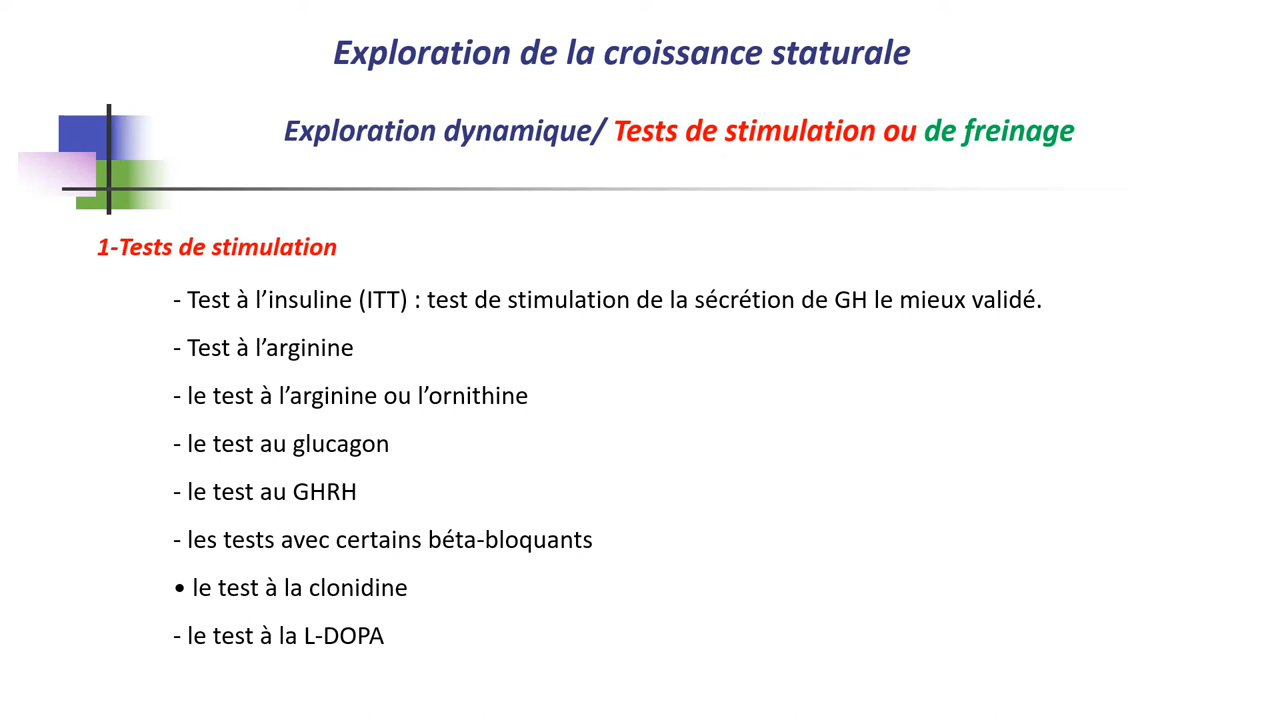 Exploration de la croissance staturale
Exploration dynamique/ Tests de stimulation ou de freinage
1-Tests de stimulation
- Test à l’insuline (ITT) : test de stimulation de la sécrétion de GH le mieux validé.
- Test à l’arginine
- le test à l’arginine ou l’ornithine
- le test au glucagon
- le test au GHRH
- les tests avec certains béta-bloquants
• le test à la clonidine
- le test à la L-DOPA